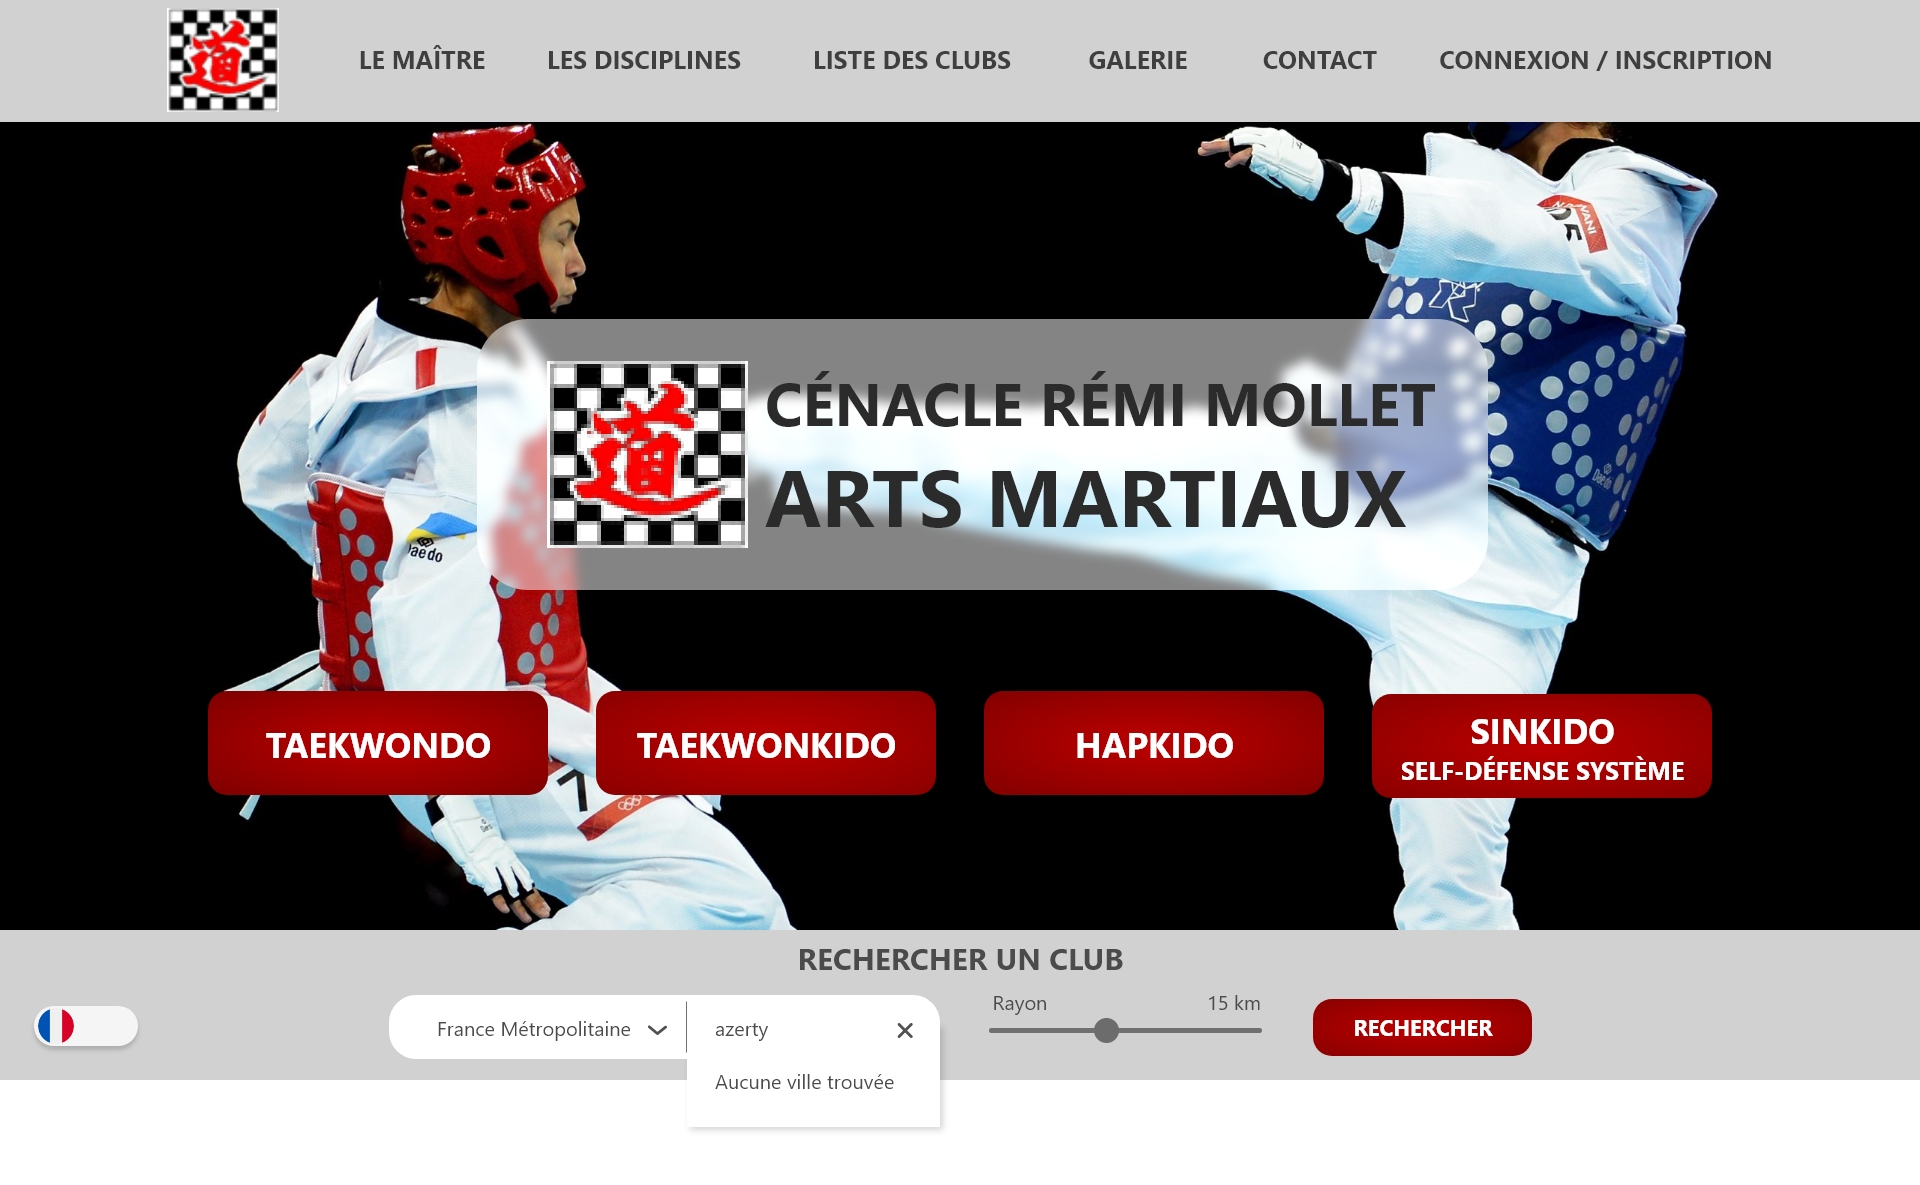 道
LE MAÎTRE
LES DISCIPLINES
LISTE DES CLUBS
GALERIE
CONTACT
CONNEXION / INSCRIPTION
道
CÉNACLE RÉMI MOLLET
ARTS MARTIAUX
TAEKWONDO
TAEKWONKIDO
HAPKIDO
SINKIDO
SELF-DÉFENSE SYSTÈME
RECHERCHER UN CLUB
France Métropolitaine
azerty
Aucune ville trouvée
Rayon
15 km
RECHERCHER